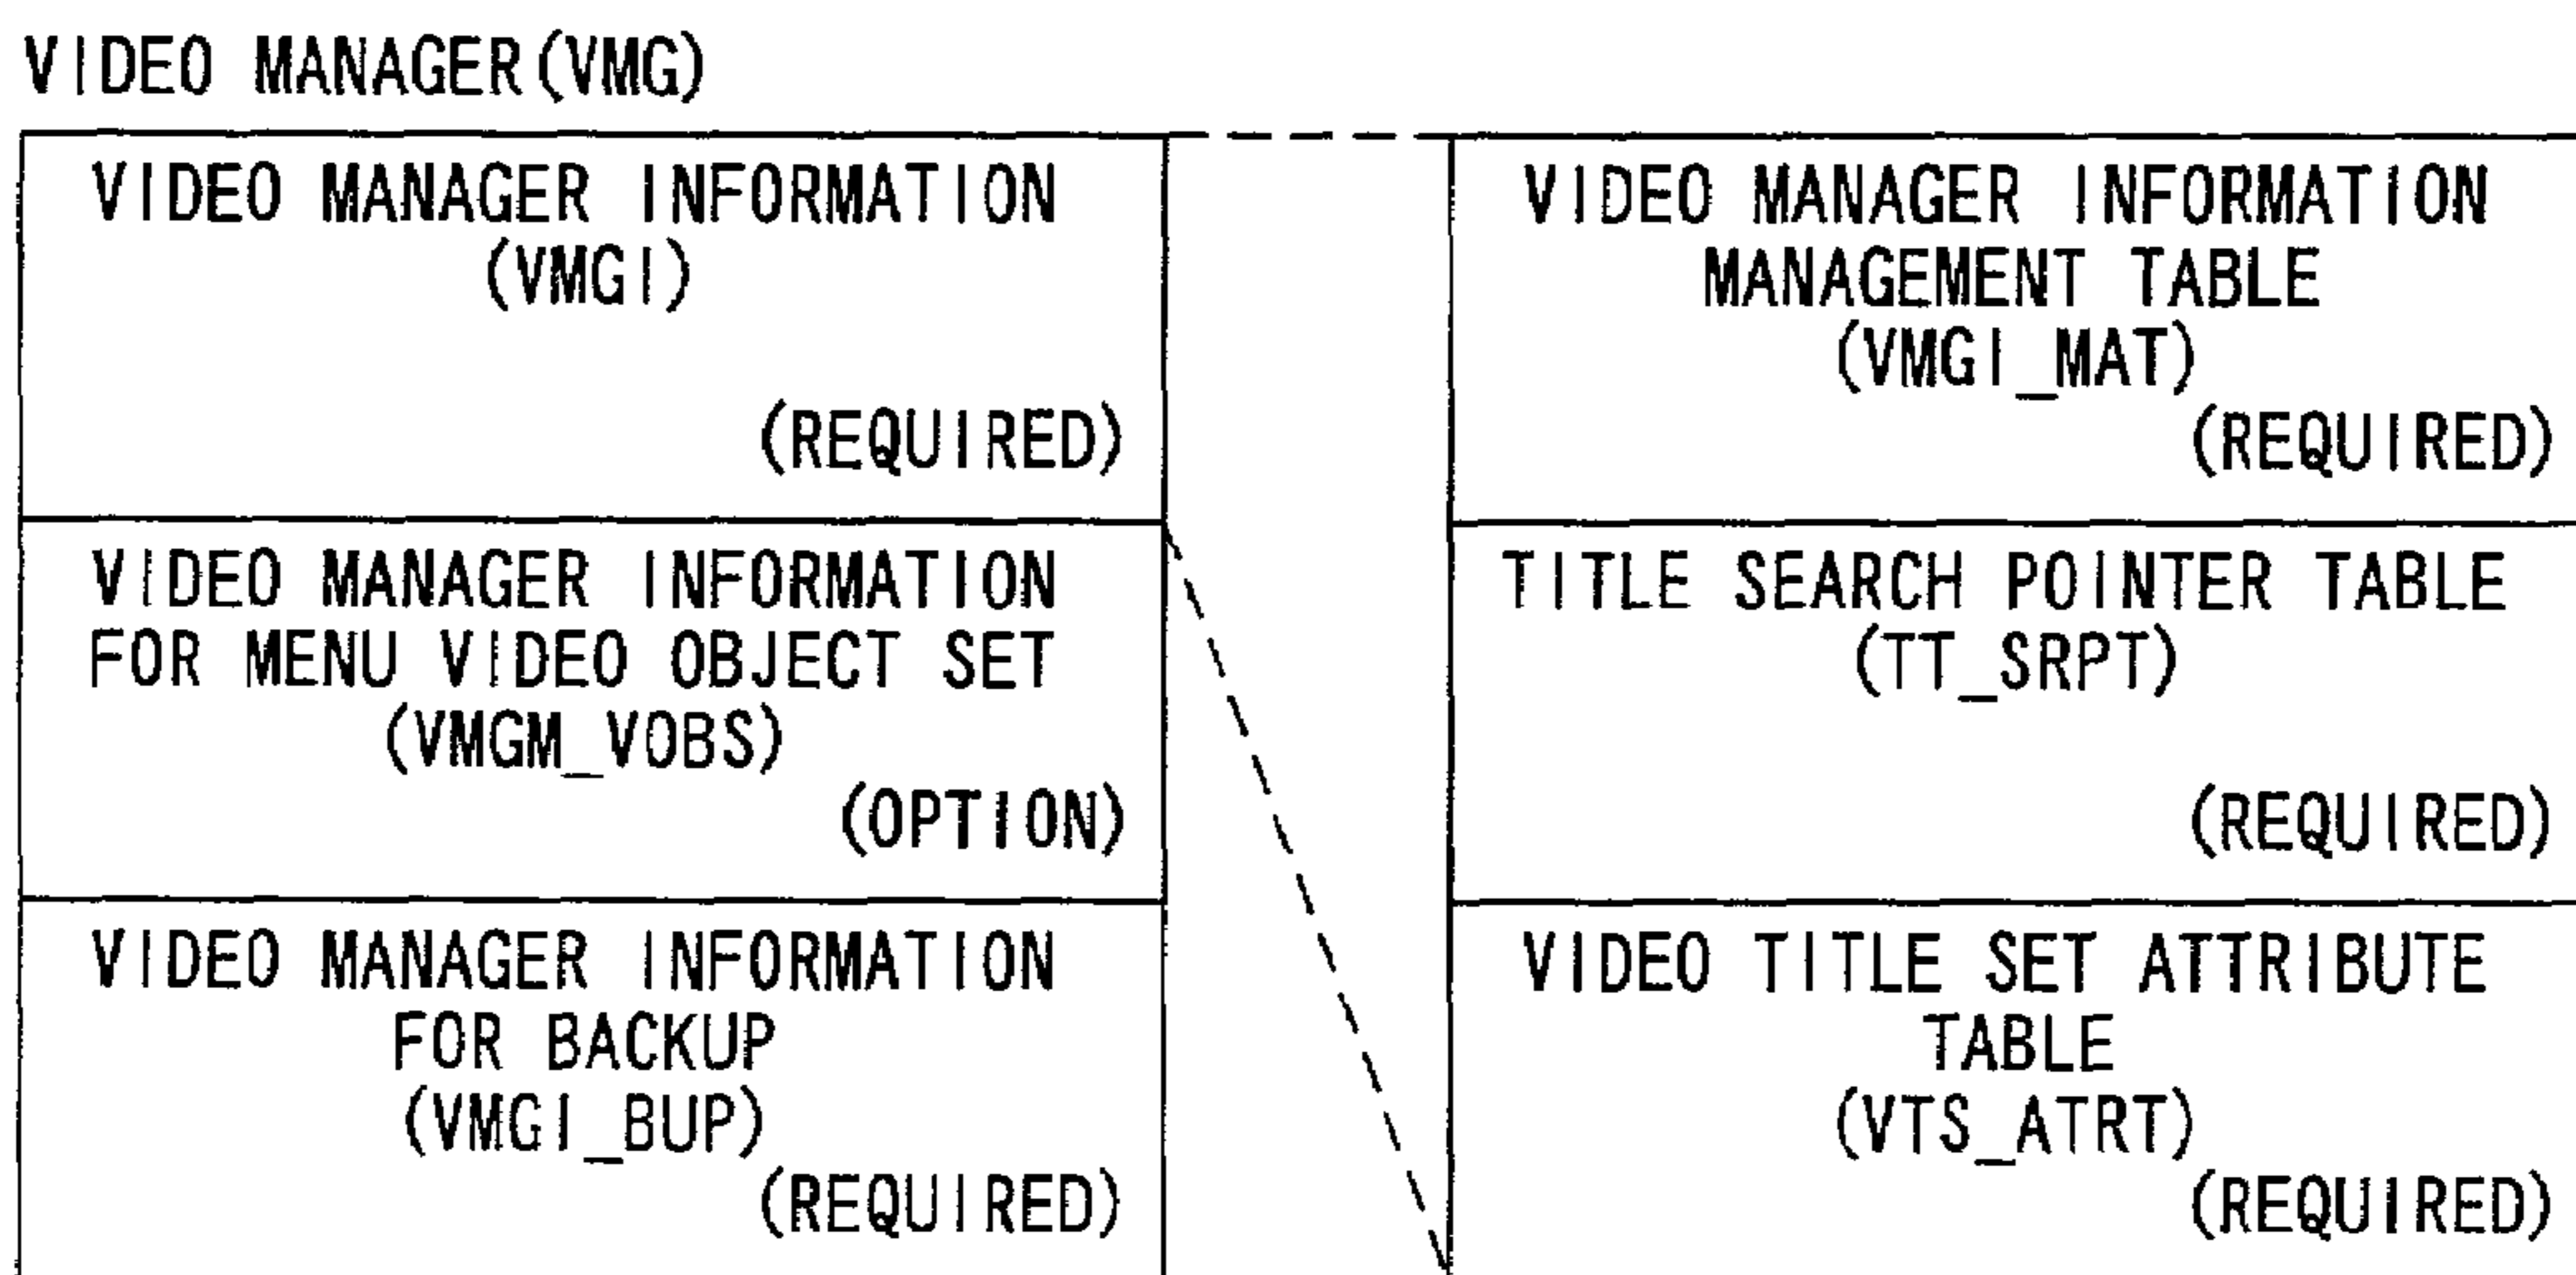 VIDEO MANAGER(VMG)
VIDEO MANAGER INFORMATION
(VMGI)
(REQUIRED)
VIDEO MANAGER INFORMATION
FOR MENU VIDEO OBJECT SET
(VMGM_VOBS)
(OPTION)
VIDEO MANAGER INFORMATION
FOR BACKUP
(VMGI_BUP)
(REQUIRED)
VIDEO MANAGER INFORMATION
MANAGEMENT TABLE
(VMGI_MAT)
(REQUIRED)
TITLE SEARCH POINTER TABLE
(TT_SRPT)
(REQUIRED)
VIDEO TITLE SET ATTRIBUTE
TABLE
(VTS_ATRT)
(REQUIRED)